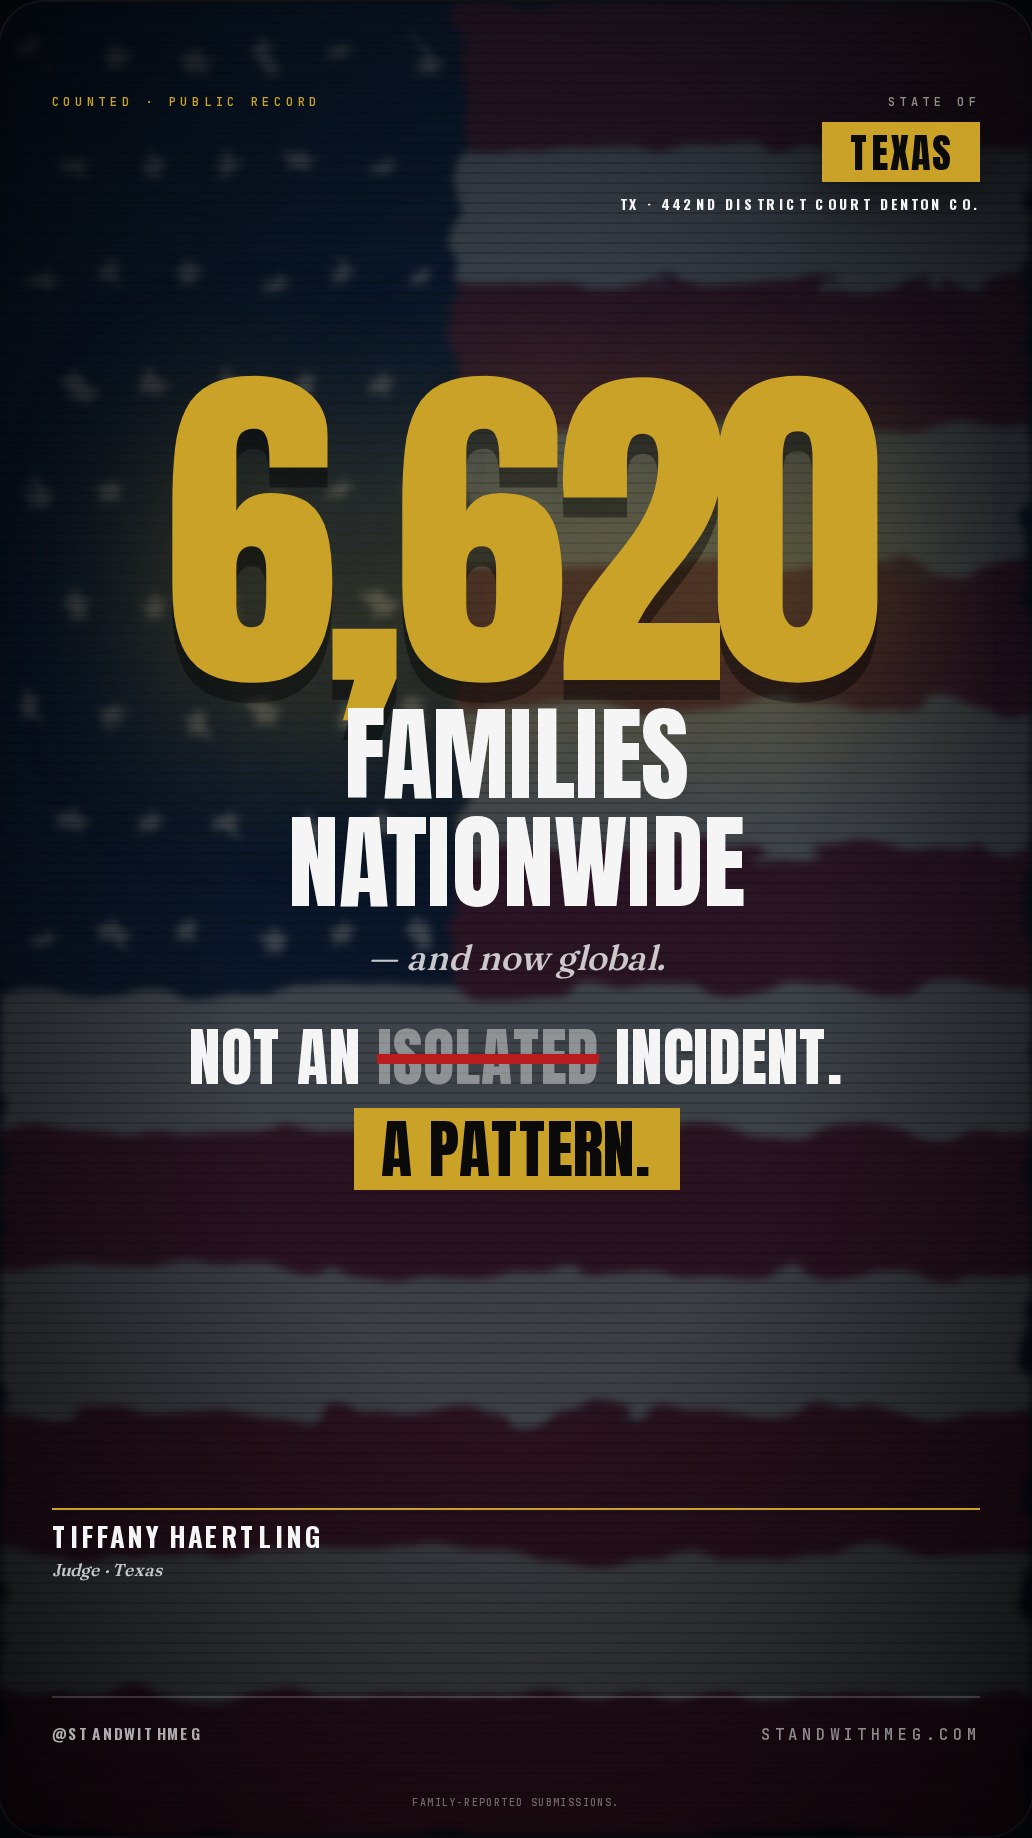 COUNTED · PUBLIC RECORD
STATE OF
TEXAS
TX · 442ND DISTRICT COURT DENTON CO.
6,620
FAMILIES
NATIONWIDE
— and now global.
NOT AN ISOLATED INCIDENT.
A PATTERN.
TIFFANY HAERTLING
Judge · Texas
@STANDWITHMEG
STANDWITHMEG.COM
FAMILY-REPORTED SUBMISSIONS.